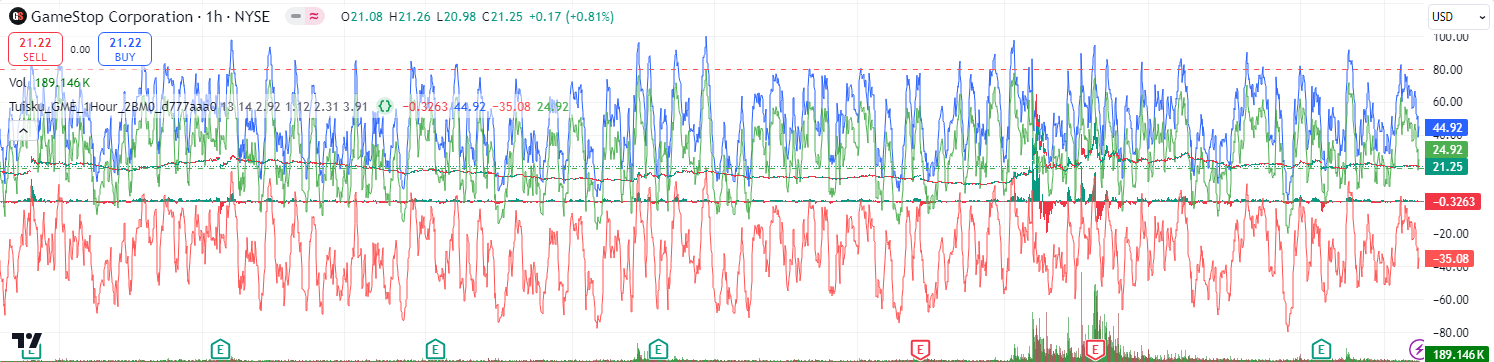 GameStop Corporation · 1h · NYSE O21.08 H21.26 L20.98 C21.25 +0.17 (+0.81%)
USD
21.22 SELL
0.00
21.22 BUY
Vol 189.146 K
Tuisku_GME_1Hour_2BM0_d777aaa0 13 14 2.92 1.12 2.31 3.91 {} −0.3263 44.92 −35.08 24.92
100.00
80.00
60.00
44.92
24.92
21.25
−0.3263
−20.00
−35.08
−40.00
−60.00
−80.00
189.146 K
E
E
E
E
E
E
E